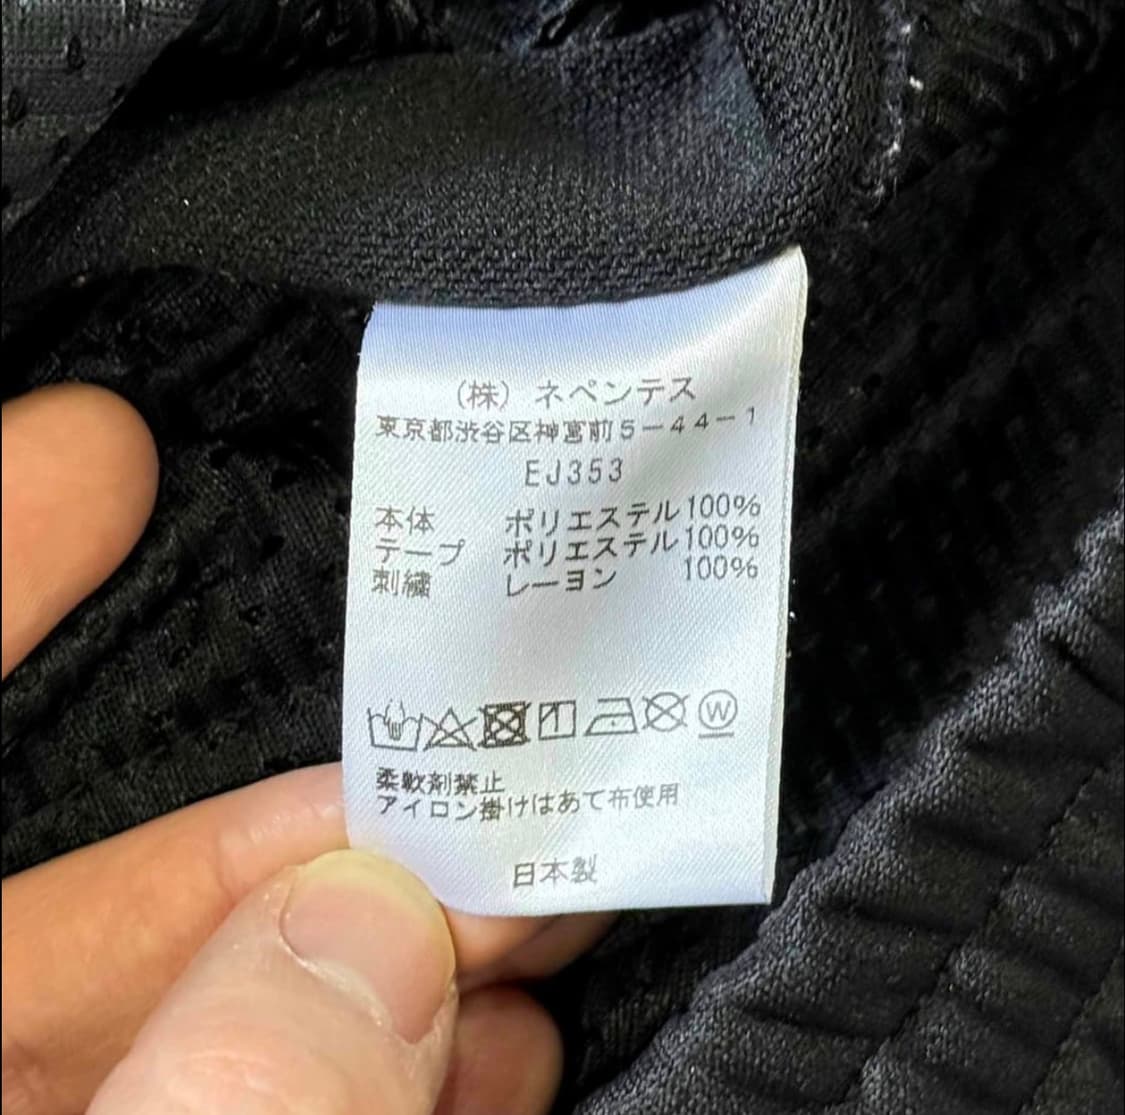 (株) ネペンテス
東京都渋谷区神宮前5-44-1
EJ353
本体 ポリエステル100%
テープ ポリエステル100%
刺繍 レーヨン 100%
W
柔軟剤禁止
アイロン掛けはあて布使用
日本製